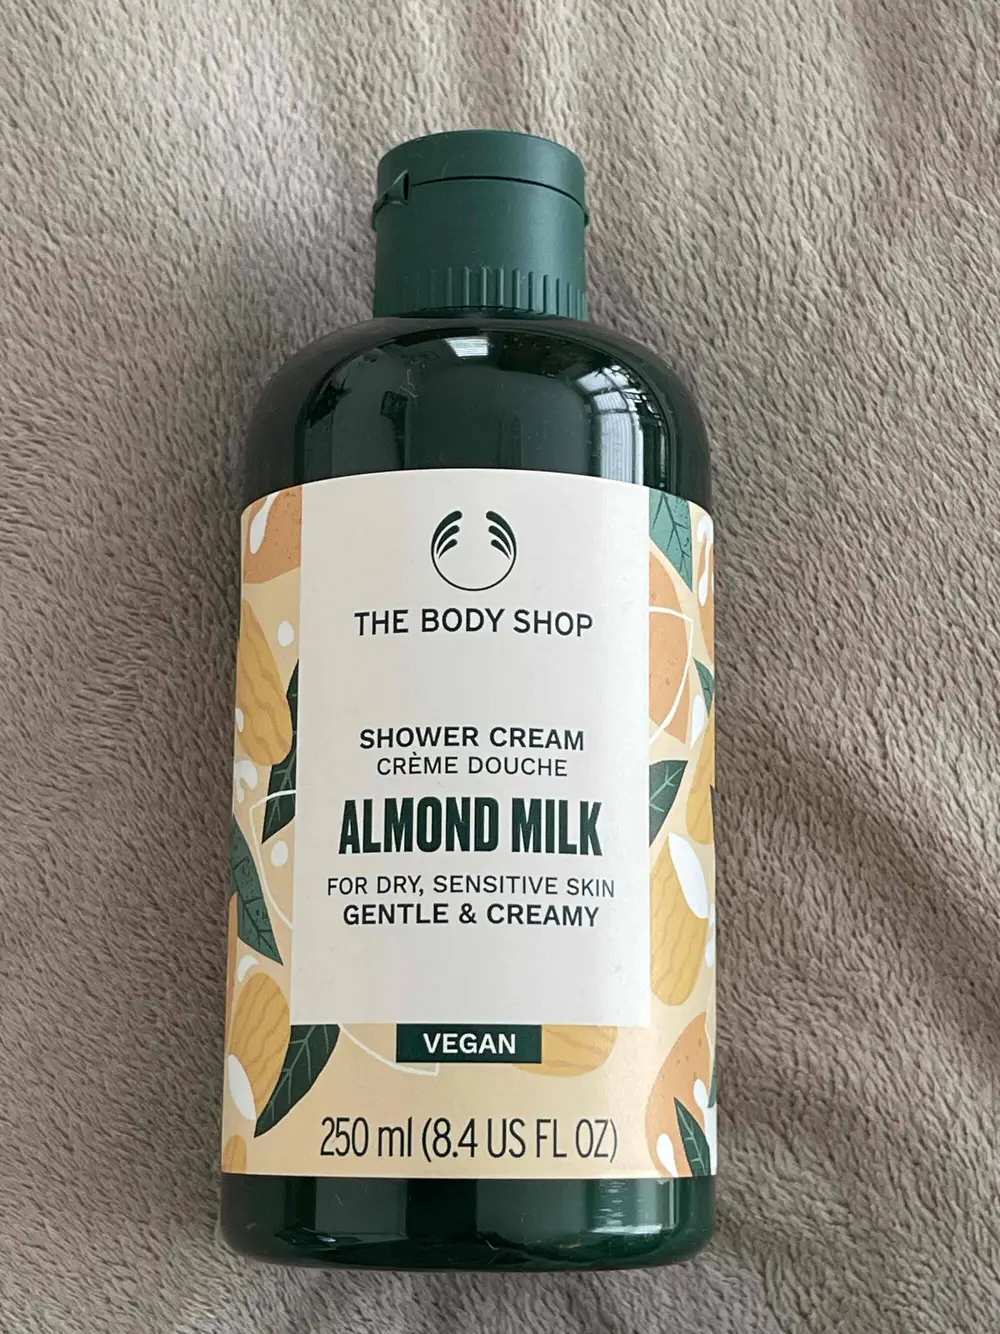 THE BODY SHOP
SHOWER CREAM
CRÈME DOUCHE
ALMOND MILK
FOR DRY, SENSITIVE SKIN
GENTLE & CREAMY
VEGAN
250 ml (8.4 US FL OZ)